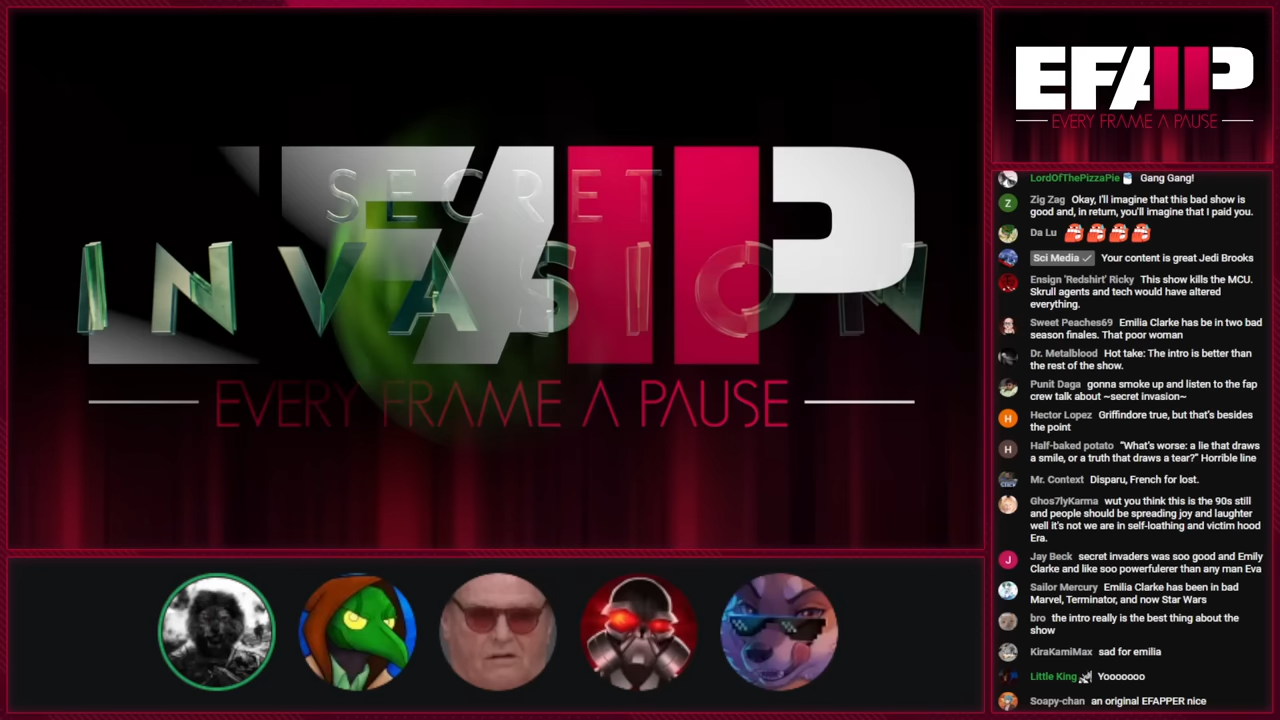 SECRET
INVASION
EFAP
EVERY FRAME A PAUSE
EFAP
EVERY FRAME A PAUSE
LordOfThePizzaPie Gang Gang!
Z
Zig Zag Okay, I'll imagine that this bad show is
good and, in return, you'll imagine that I paid you.
Da Lu
Sci Media Your content is great Jedi Brooks
Ensign 'Redshirt' Ricky This show kills the MCU.
Skrull agents and tech would have altered
everything.
Sweet Peaches69 Emilia Clarke has be in two bad
season finales. That poor woman
Dr. Metalblood Hot take: The intro is better than
the rest of the show.
Punit Daga gonna smoke up and listen to the fap
crew talk about ~secret invasion~
H
Hector Lopez Griffindore true, but that's besides
the point
H
Half-baked potato "What's worse: a lie that draws
a smile, or a truth that draws a tear?" Horrible line
Mr. Context Disparu, French for lost.
Ghos7lyKarma wut you think this is the 90s still
and people should be spreading joy and laughter
well it's not we are in self-loathing and victim hood
Era.
J
Jay Beck secret invaders was soo good and Emily
Clarke and like soo powerfulerer than any man Eva
Sailor Mercury Emilia Clarke has been in bad
Marvel, Terminator, and now Star Wars
bro the intro really is the best thing about the
show
KiraKamiMax sad for emilia
Little King Yooooooo
Soapy-chan an original EFAPPER nice